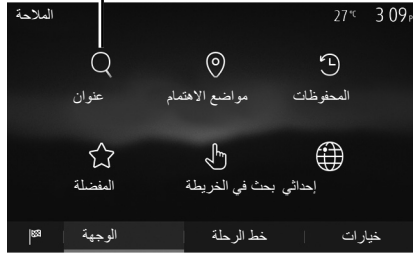 الملاحة 27°C 3 09P
عنوان مواضع الاهتمام المحفوظات
المفضلة بحث في الخريطة إحداثي
الوجهة خط الرحلة خيارات